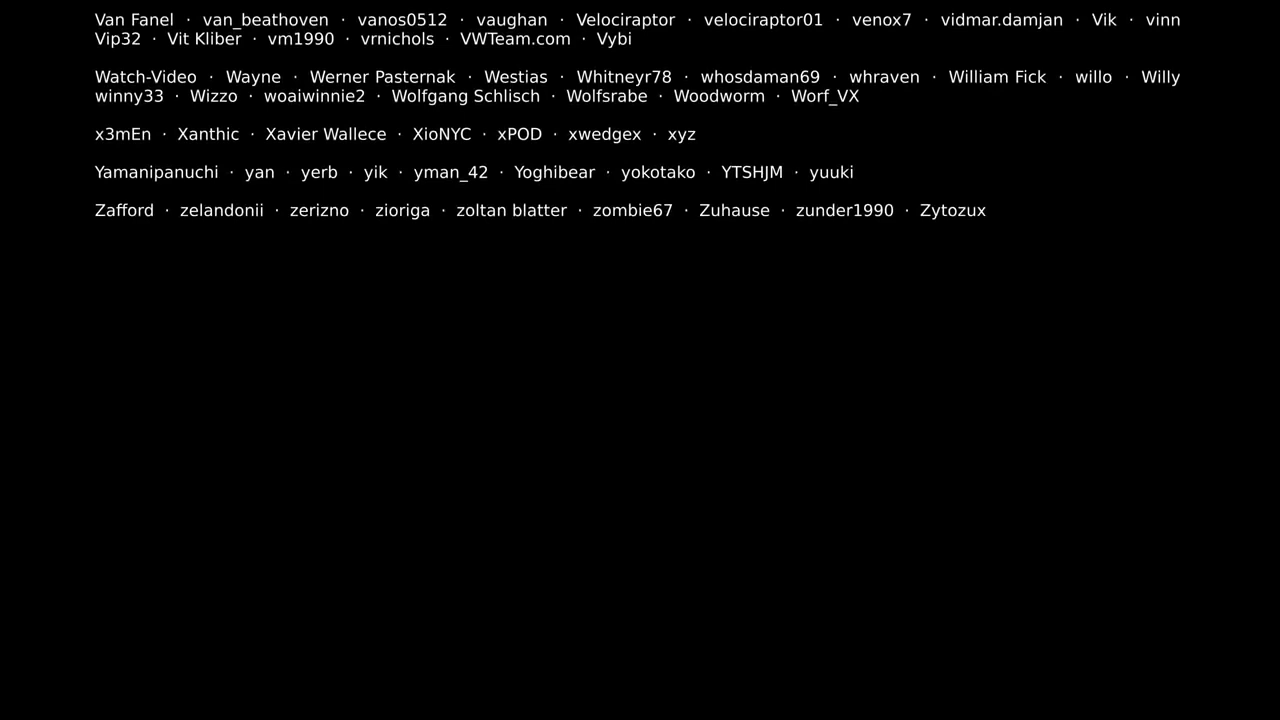 Van Fanel · van_beathoven · vanos0512 · vaughan · Velociraptor · velociraptor01 · venox7 · vidmar.damjan · Vik · vinn
Vip32 · Vit Kliber · vm1990 · vrnichols · VWTeam.com · Vybi
Watch-Video · Wayne · Werner Pasternak · Westias · Whitneyr78 · whosdaman69 · whraven · William Fick · willo · Willy
winny33 · Wizzo · woaiwinnie2 · Wolfgang Schlisch · Wolfsrabe · Woodworm · Worf_VX
x3mEn · Xanthic · Xavier Wallece · XioNYC · xPOD · xwedgex · xyz
Yamanipanuchi · yan · yerb · yik · yman_42 · Yoghibear · yokotako · YTSHJM · yuuki
Zafford · zelandonii · zerizno · zioriga · zoltan blatter · zombie67 · Zuhause · zunder1990 · Zytozux